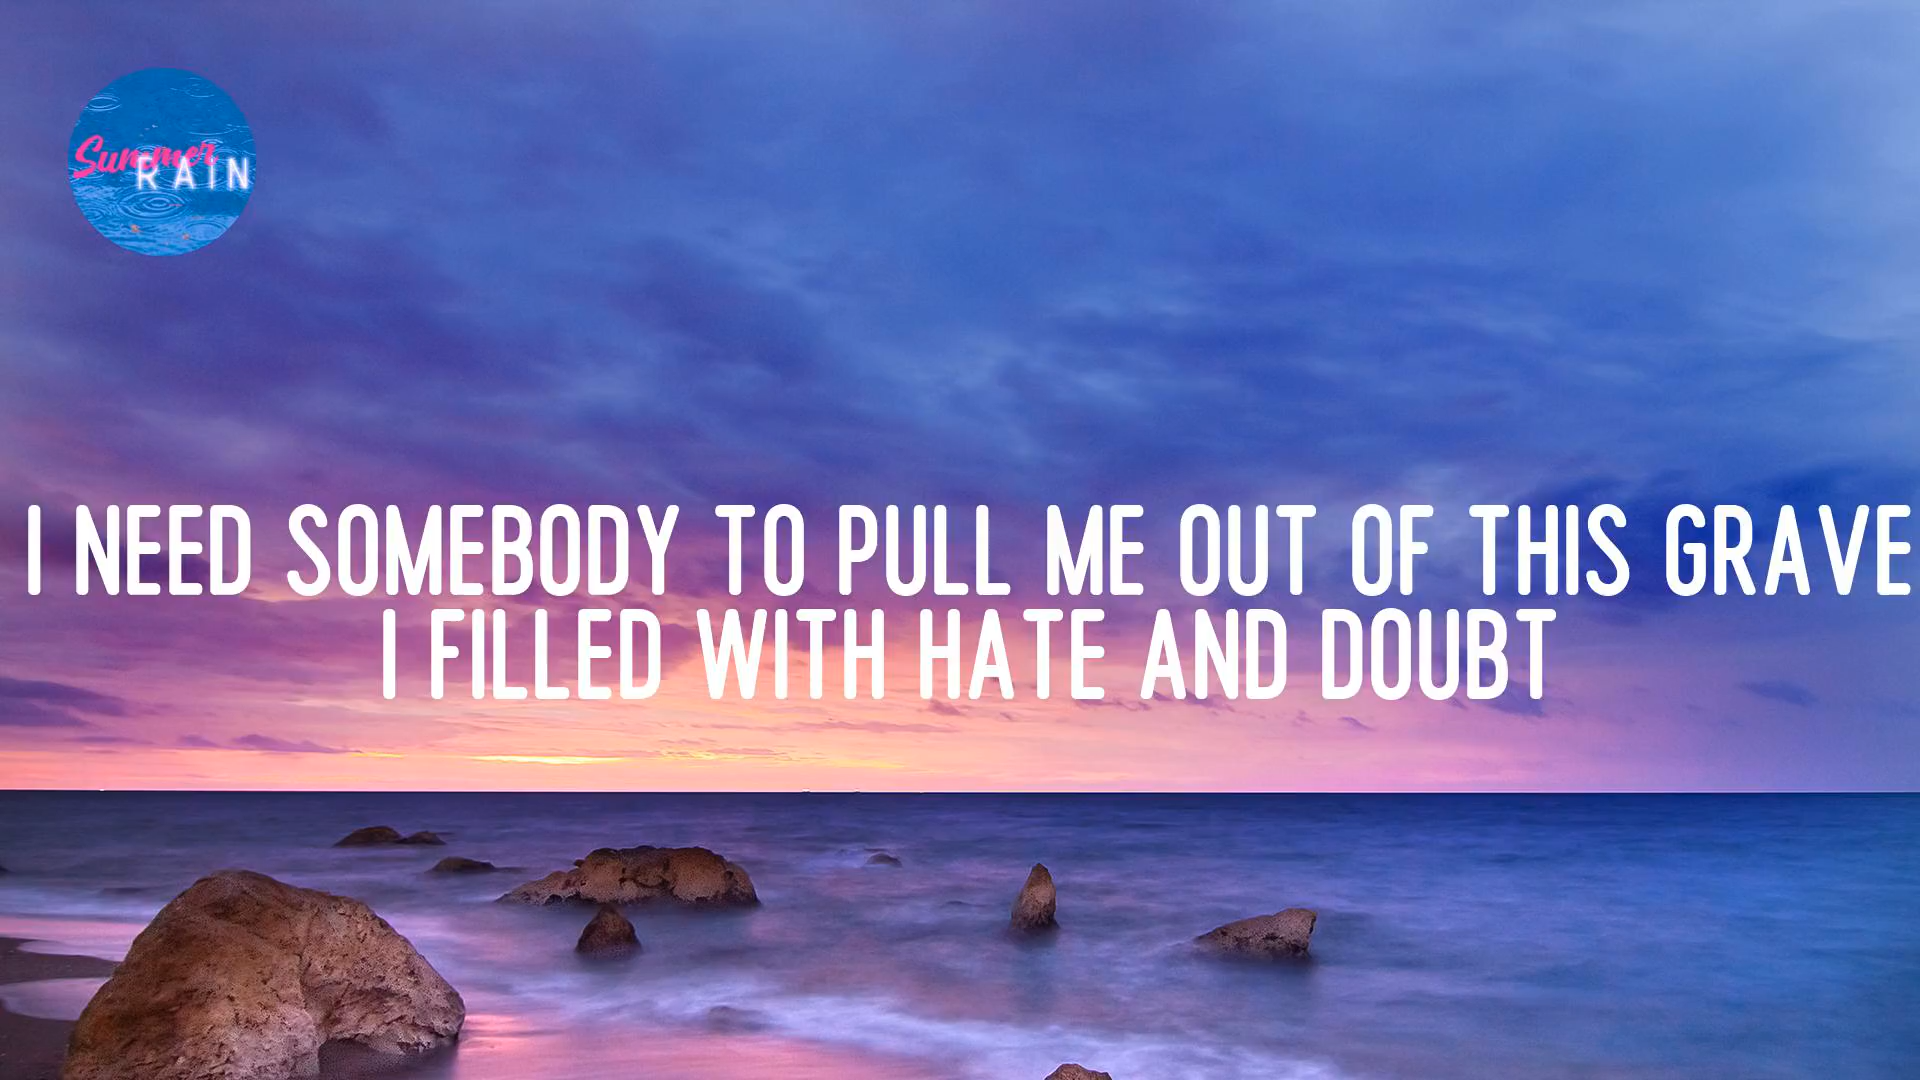 Summer
RAIN
I NEED SOMEBODY TO PULL ME OUT OF THIS GRAVE
I FILLED WITH HATE AND DOUBT